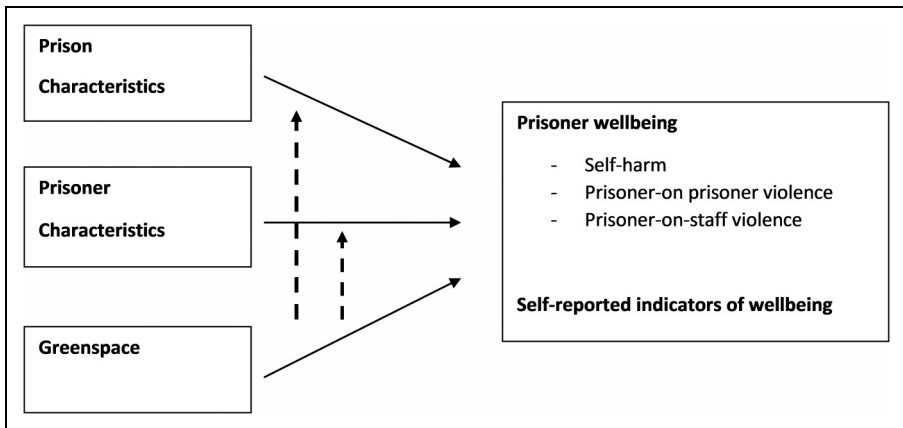 Prison
Characteristics
Prisoner
Characteristics
Greenspace
Prisoner wellbeing
- Self-harm
- Prisoner-on prisoner violence
- Prisoner-on-staff violence
Self-reported indicators of wellbeing